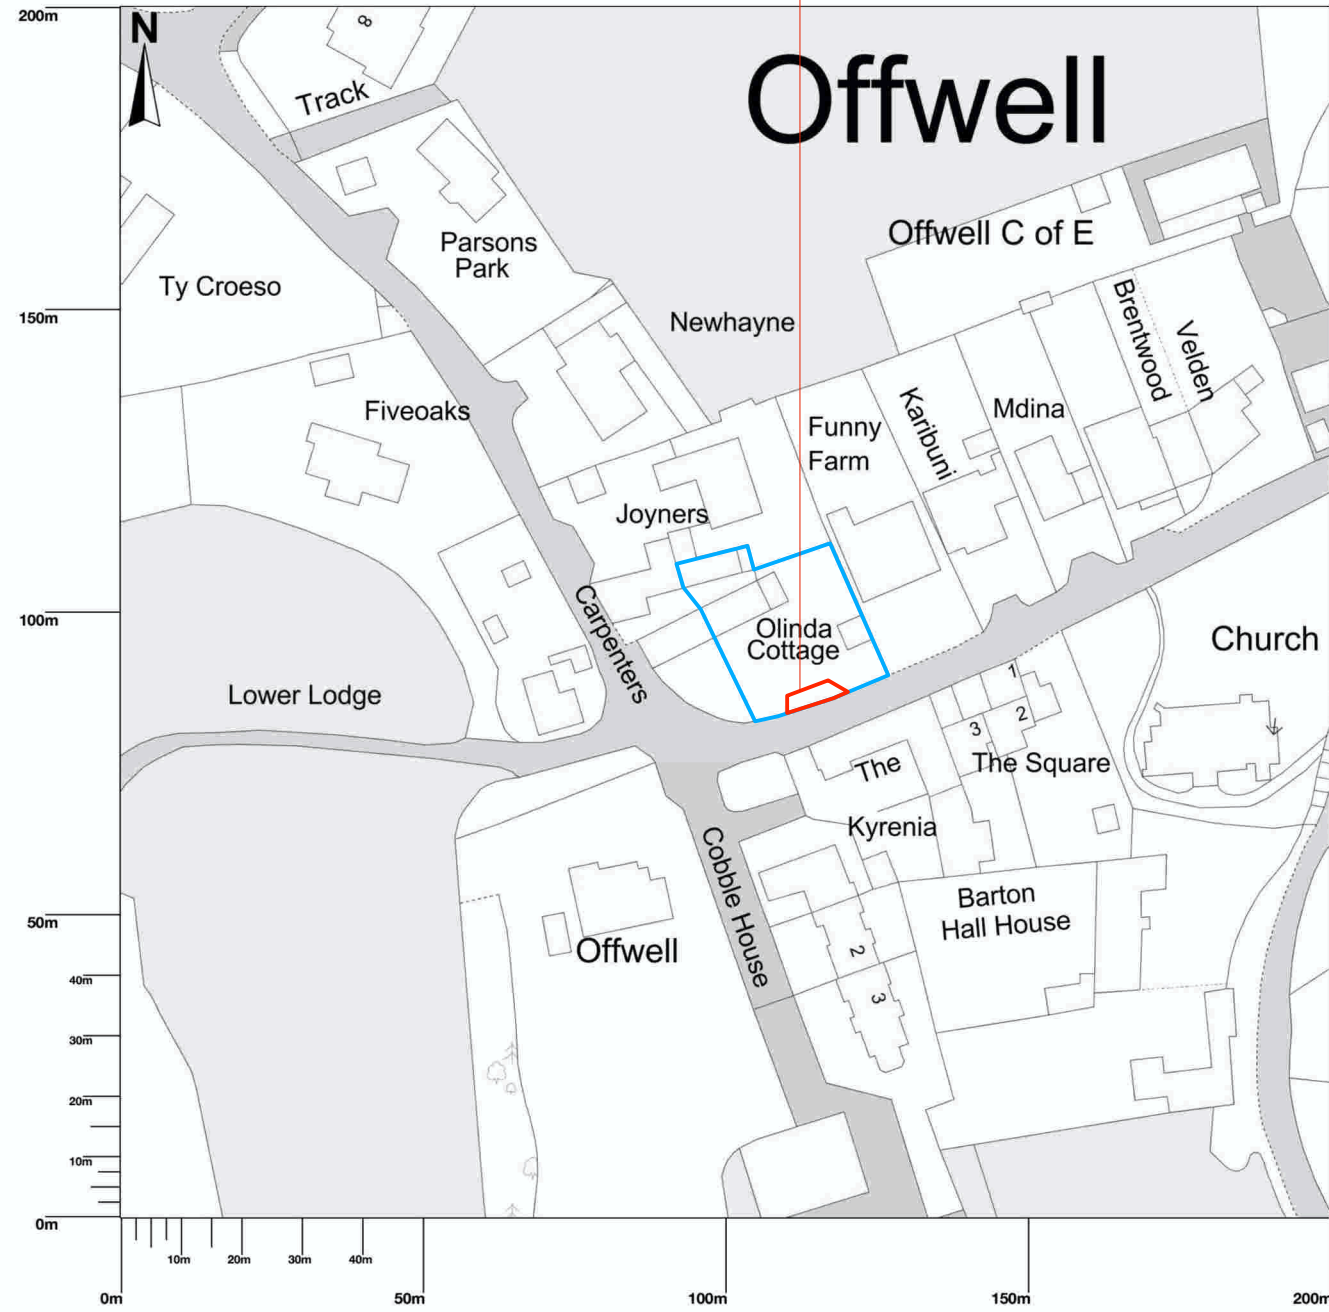 200m
N
8
Track
Offwell
Parsons
Park
Offwell C of E
Ty Croeso
150m
Newhayne
Brentwood
Velden
Fiveoaks
Funny
Farm
Karibuni
Mdina
Joyners
100m
Carpenters
Olinda
Cottage
Church
Lower Lodge
1
2
3
The Square
The
Kyrenia
Cobble House
50m
Barton
Hall House
Offwell
2
3
40m
30m
20m
10m
0m
10m
20m
30m
40m
0m
50m
100m
150m
200m